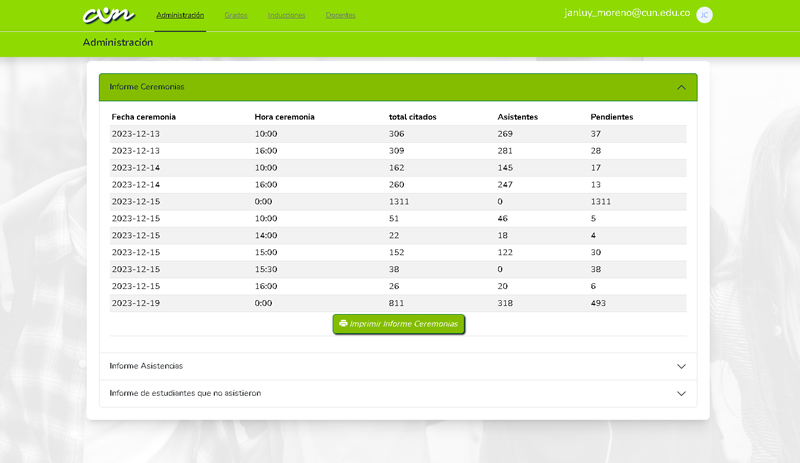 cun Administración Grados Inducciones Docentes janluy_moreno@cun.edu.co JC
Administración
Informe Ceremonias
Fecha ceremonia Hora ceremonia total citados Asistentes Pendientes
2023-12-13 10:00 306 269 37
2023-12-13 16:00 309 281 28
2023-12-14 10:00 162 145 17
2023-12-14 16:00 260 247 13
2023-12-15 0:00 1311 0 1311
2023-12-15 10:00 51 46 5
2023-12-15 14:00 22 18 4
2023-12-15 15:00 152 122 30
2023-12-15 15:30 38 0 38
2023-12-15 16:00 26 20 6
2023-12-19 0:00 811 318 493
Imprimir Informe Ceremonias
Informe Asistencias
Informe de estudiantes que no asistieron